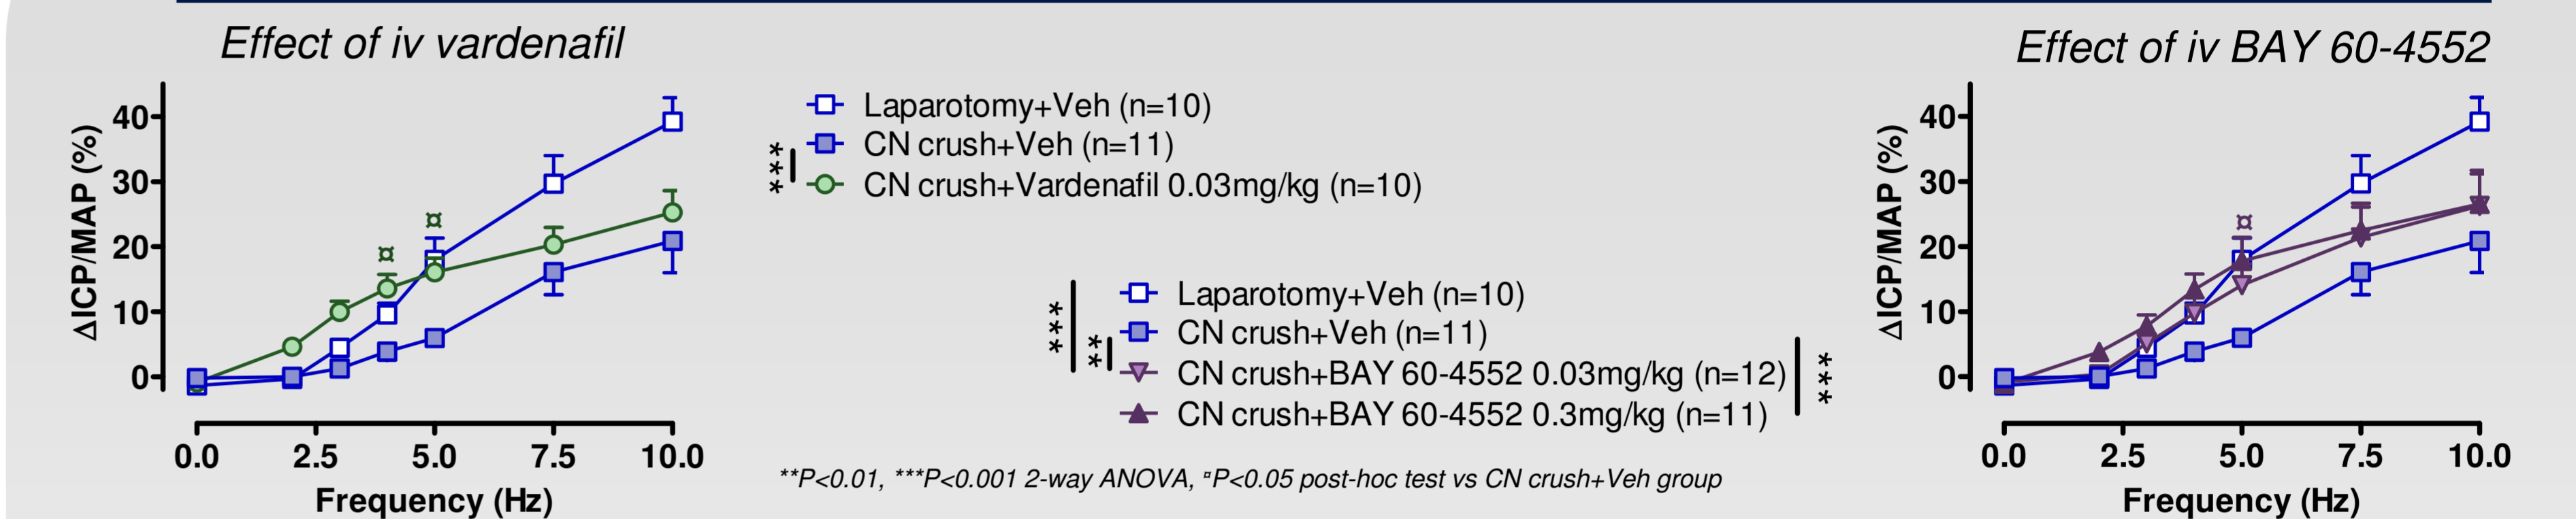 Effect of iv vardenafil
ΔICP/MAP (%)
40
30
20
10
0
¤
¤
0.0 2.5 5.0 7.5 10.0
Frequency (Hz)
Laparotomy+Veh (n=10)
CN crush+Veh (n=11)
CN crush+Vardenafil 0.03mg/kg (n=10)
***
Laparotomy+Veh (n=10)
CN crush+Veh (n=11)
CN crush+BAY 60-4552 0.03mg/kg (n=12)
CN crush+BAY 60-4552 0.3mg/kg (n=11)
***
**
***
**P<0.01, ***P<0.001 2-way ANOVA, ¤P<0.05 post-hoc test vs CN crush+Veh group
Effect of iv BAY 60-4552
ΔICP/MAP (%)
40
30
20
10
0
¤
0.0 2.5 5.0 7.5 10.0
Frequency (Hz)